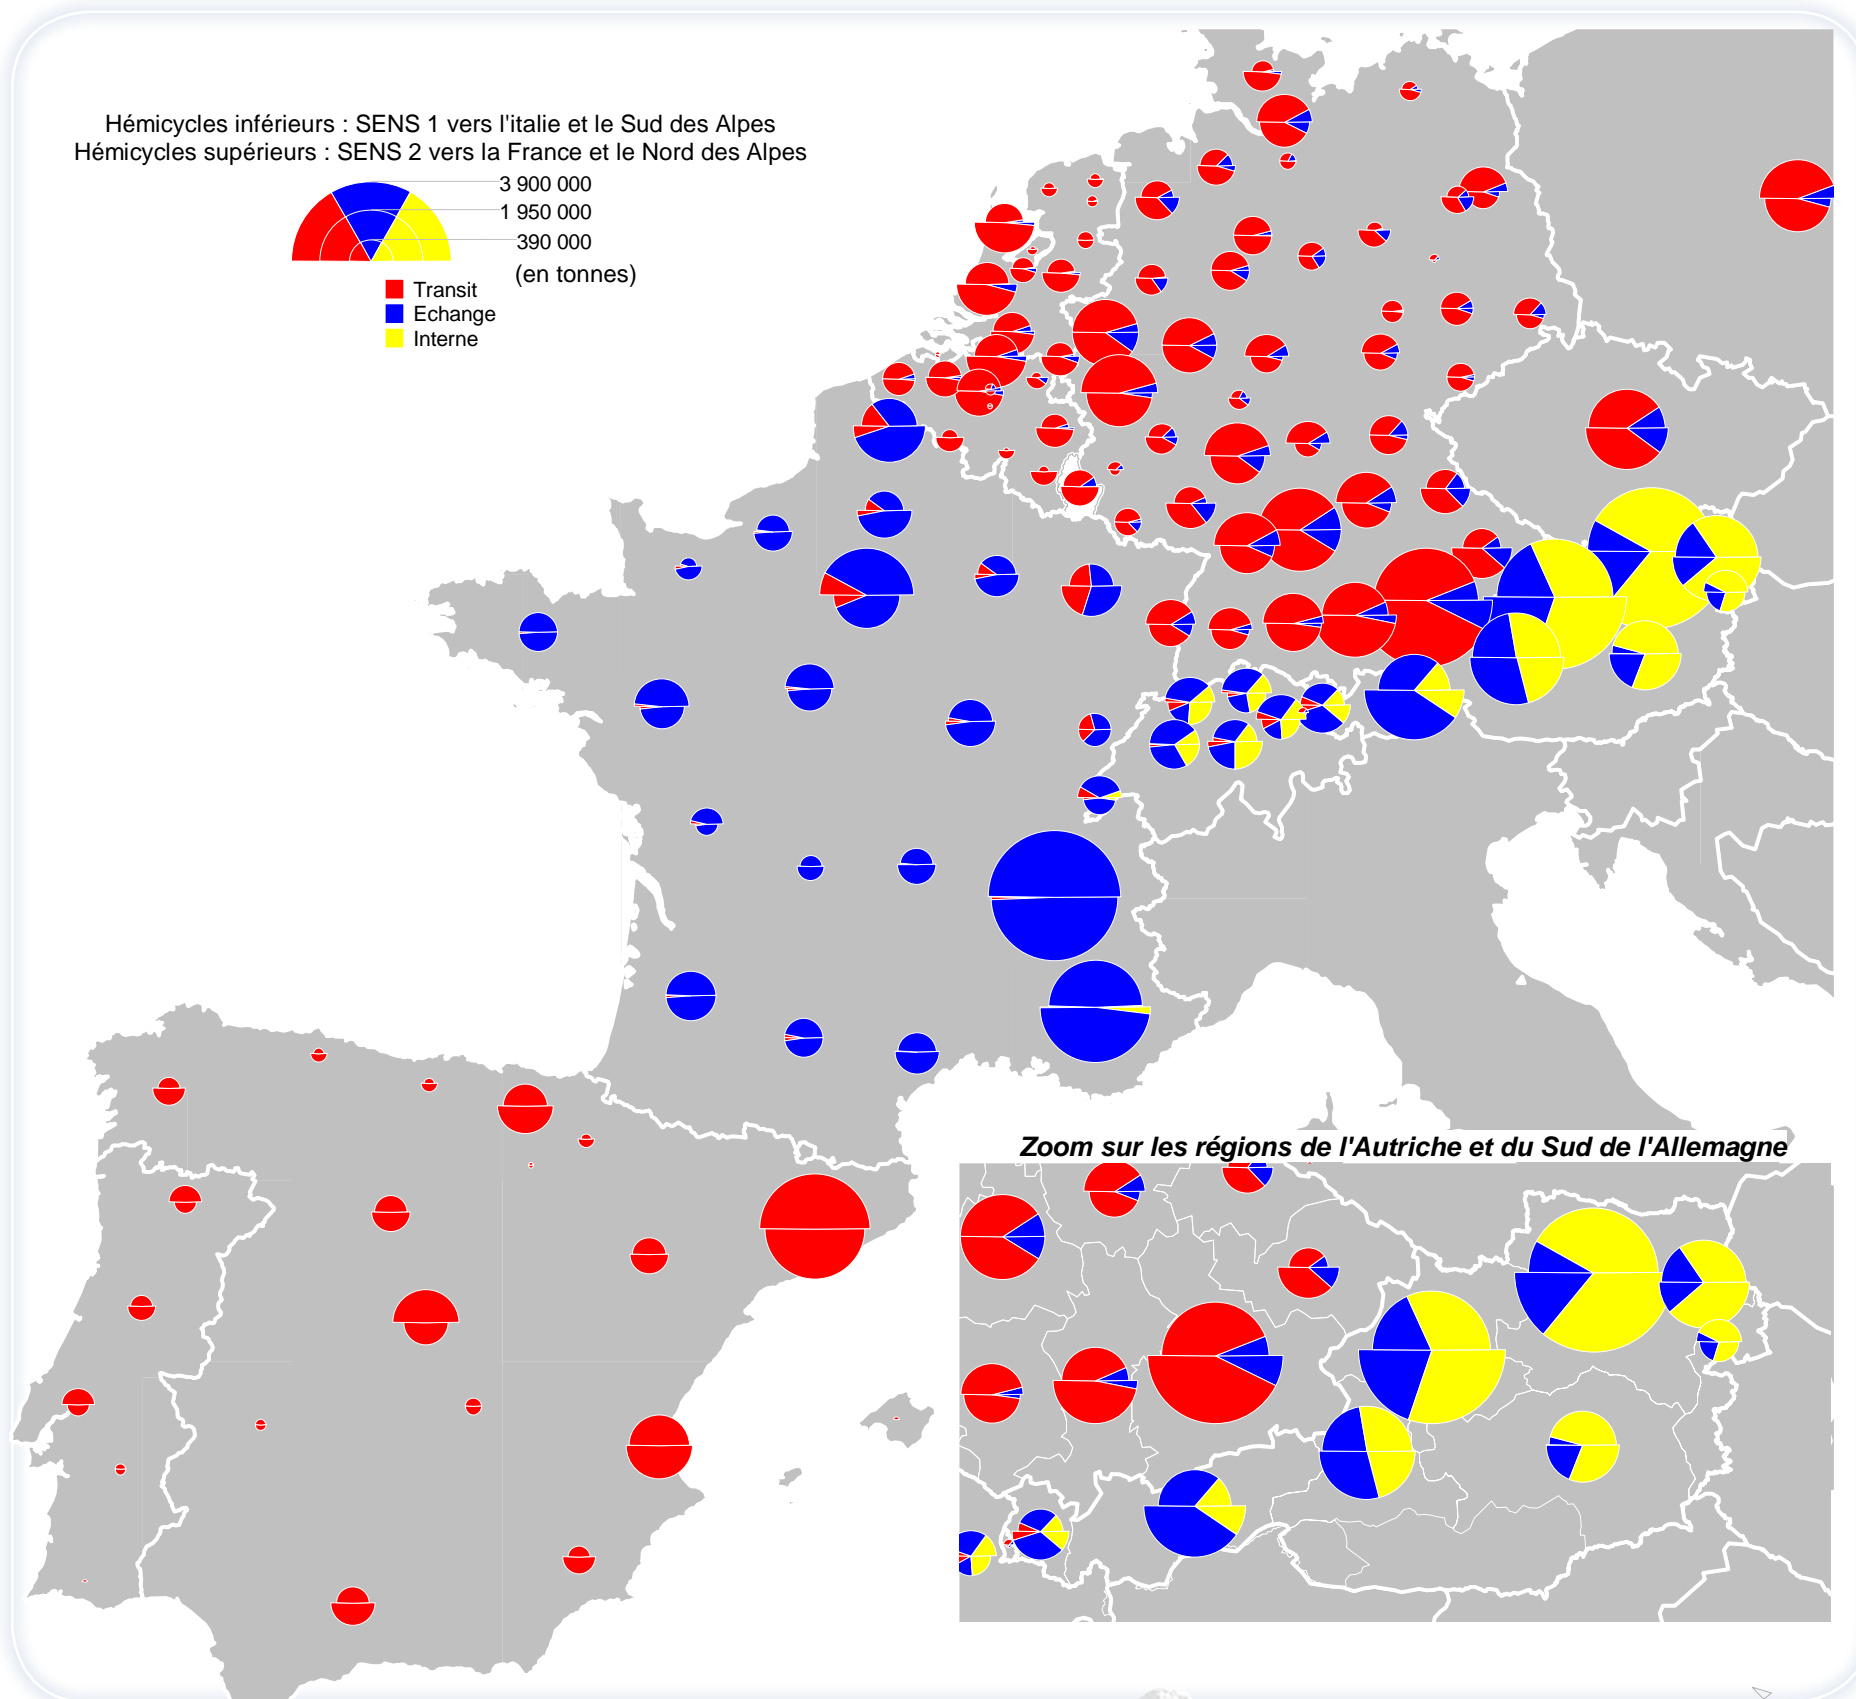 Hémicycles inférieurs : SENS 1 vers l'italie et le Sud des Alpes
Hémicycles supérieurs : SENS 2 vers la France et le Nord des Alpes
3 900 000
1 950 000
390 000
(en tonnes)
Transit
Echange
Interne
Zoom sur les régions de l'Autriche et du Sud de l'Allemagne